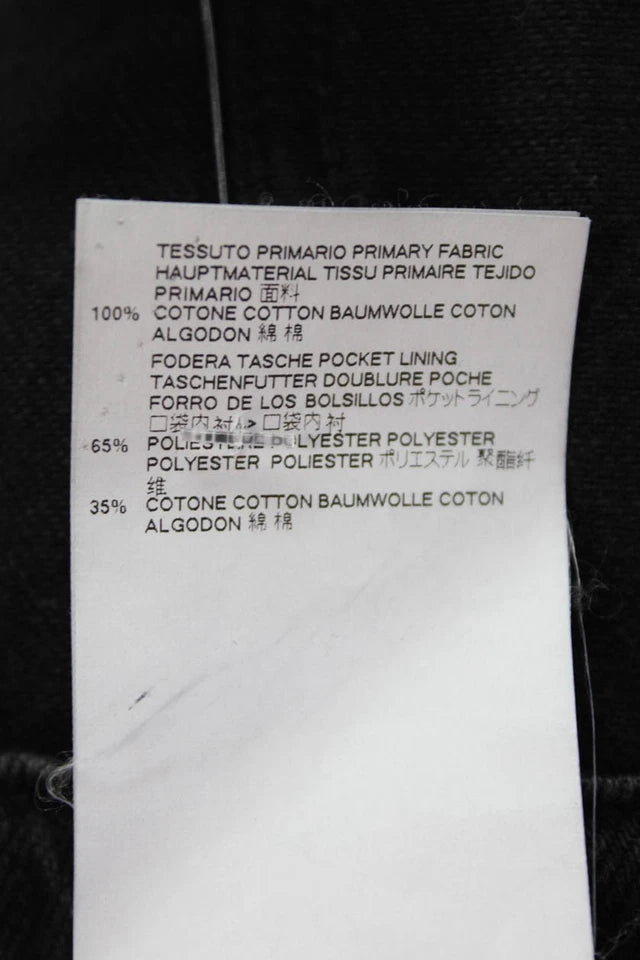 TESSUTO PRIMARIO PRIMARY FABRIC
HAUPTMATERIAL TISSU PRIMAIRE TEJIDO
PRIMARIO 面料
100% COTONE COTTON BAUMWOLLE COTON
ALGODON 綿 棉
FODERA TASCHE POCKET LINING
TASCHENFUTTER DOUBLURE POCHE
FORRO DE LOS BOLSILLOS ポケットライニング
口袋内衬 口袋内衬
65% POLYESTER
POLYESTER POLIESTER ポリエステル 聚酯纤
维
35% COTONE COTTON BAUMWOLLE COTON
ALGODON 綿 棉